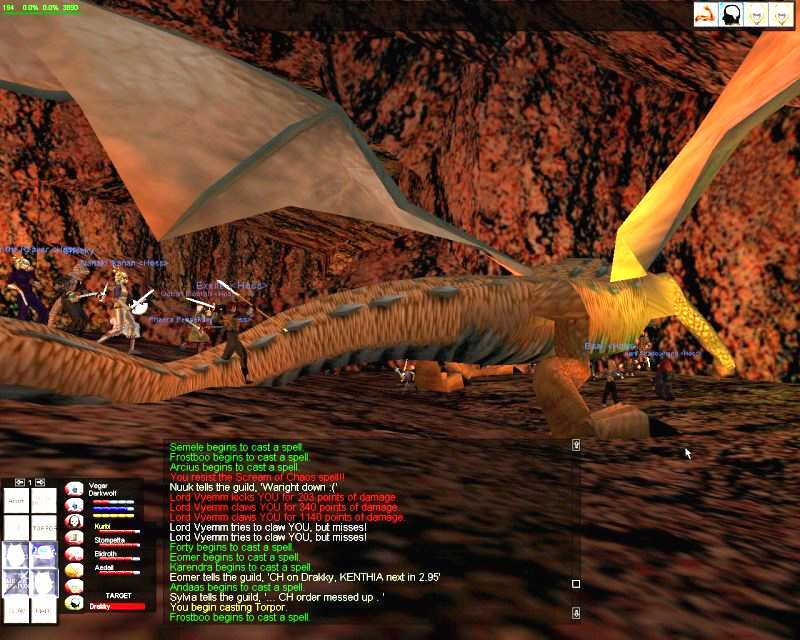 194 0.0% 0.0% 3890
<Hoss>
Semele begins to cast a spell.
Frostboo begins to cast a spell.
Arcius begins to cast a spell.
You resist the Scream of Chaos spell!
Nuuk tells the guild, 'Waright down :('
Lord Vyemm kicks YOU for 203 points of damage.
Lord Vyemm claws YOU for 340 points of damage.
Lord Vyemm claws YOU for 1140 points of damage.
Lord Vyemm tries to claw YOU, but misses!
Lord Vyemm tries to claw YOU, but misses!
Forty begins to cast a spell.
Eomer begins to cast a spell.
Karendra begins to cast a spell.
Eomer tells the guild, 'CH on Drakky, KENTHIA next in 2.95'
Andaas begins to cast a spell.
Sylvia tells the guild, '... CH order messed up . '
You begin casting Torpor.
Frostboo begins to cast a spell.
1
Vegar
Darkwolf
Kurbi
Stompetta
Eldroth
Aedail
TARGET
Drakky